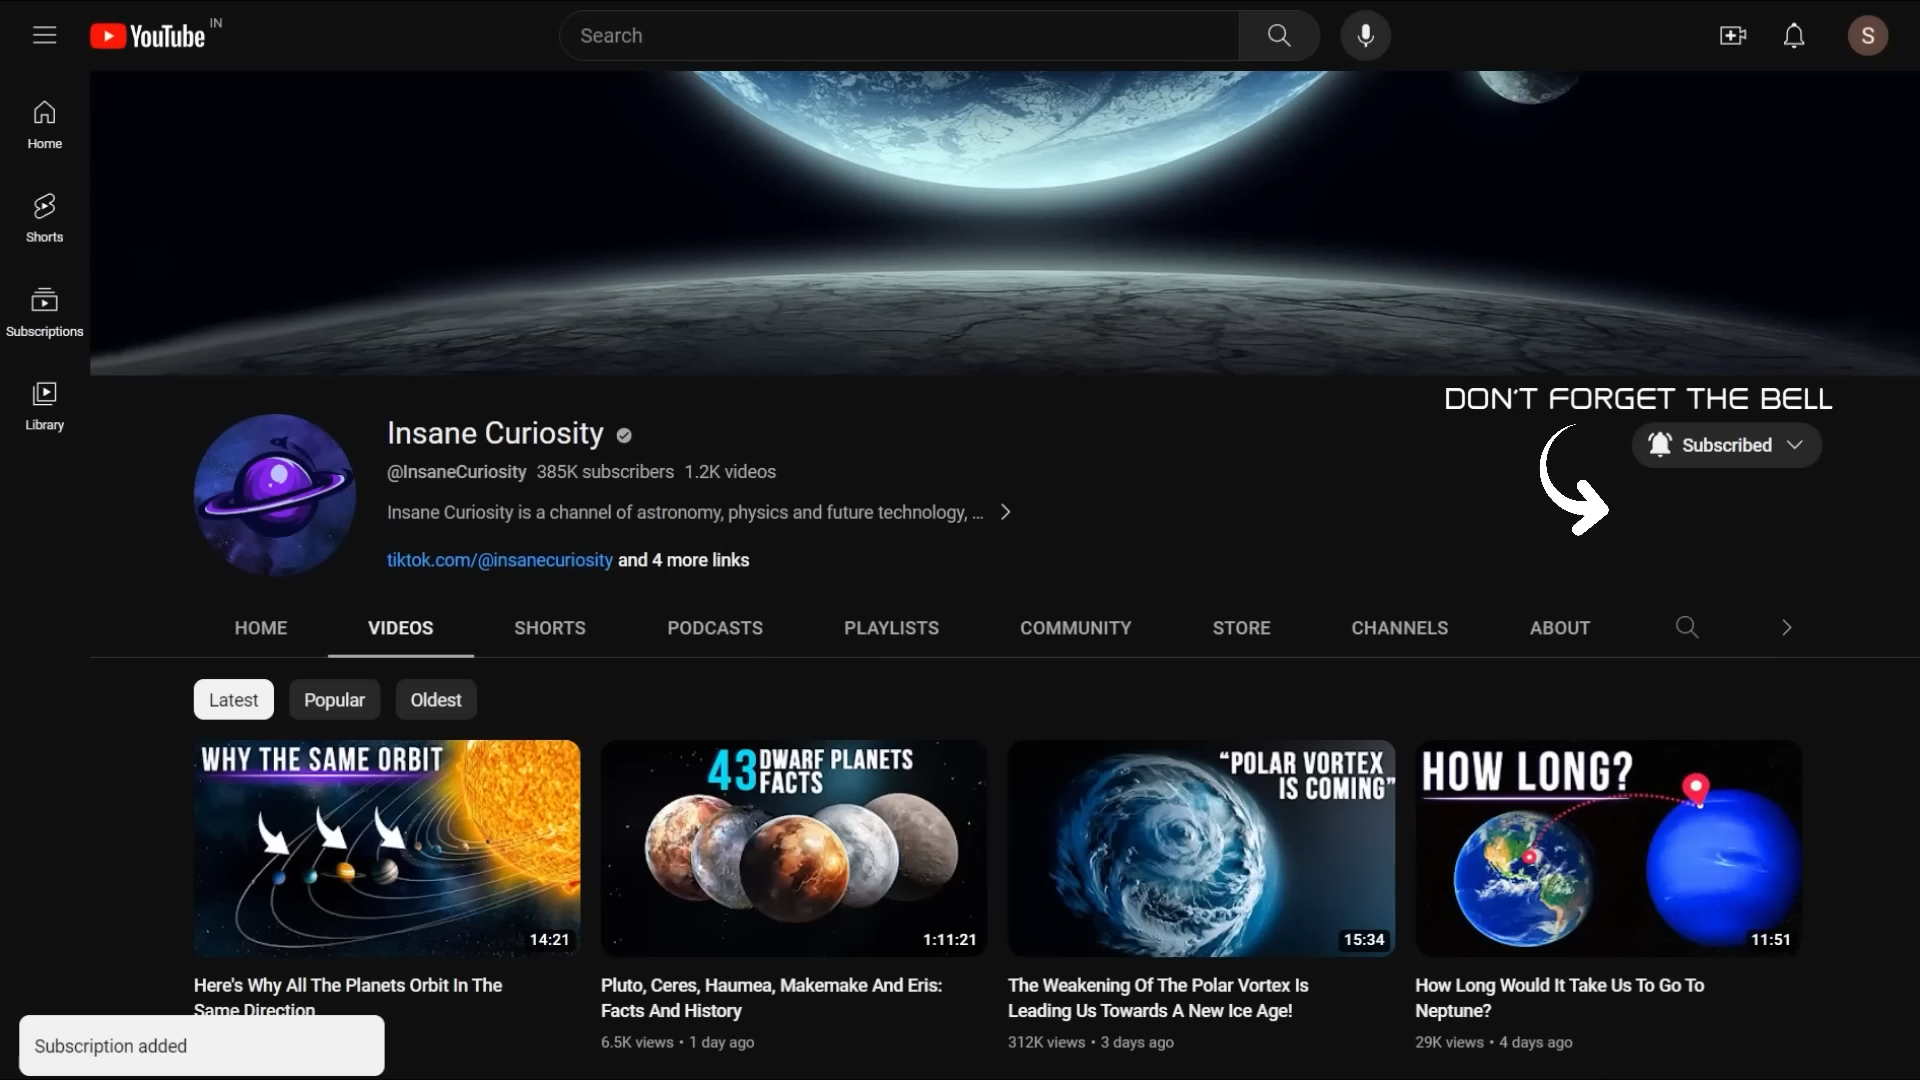 YouTube IN
Search
S
Home
Shorts
Subscriptions
Library
DON'T FORGET THE BELL
Insane Curiosity
@InsaneCuriosity 385K subscribers 1.2K videos
Insane Curiosity is a channel of astronomy, physics and future technology, ...
tiktok.com/@insanecuriosity and 4 more links
Subscribed
HOME VIDEOS SHORTS PODCASTS PLAYLISTS COMMUNITY STORE CHANNELS ABOUT
Latest Popular Oldest
WHY THE SAME ORBIT
14:21
Here's Why All The Planets Orbit In The
Same Direction
43 DWARF PLANETS
FACTS
1:11:21
Pluto, Ceres, Haumea, Makemake And Eris:
Facts And History
6.5K views • 1 day ago
“POLAR VORTEX
IS COMING”
15:34
The Weakening Of The Polar Vortex Is
Leading Us Towards A New Ice Age!
312K views • 3 days ago
HOW LONG?
11:51
How Long Would It Take Us To Go To
Neptune?
29K views • 4 days ago
Subscription added